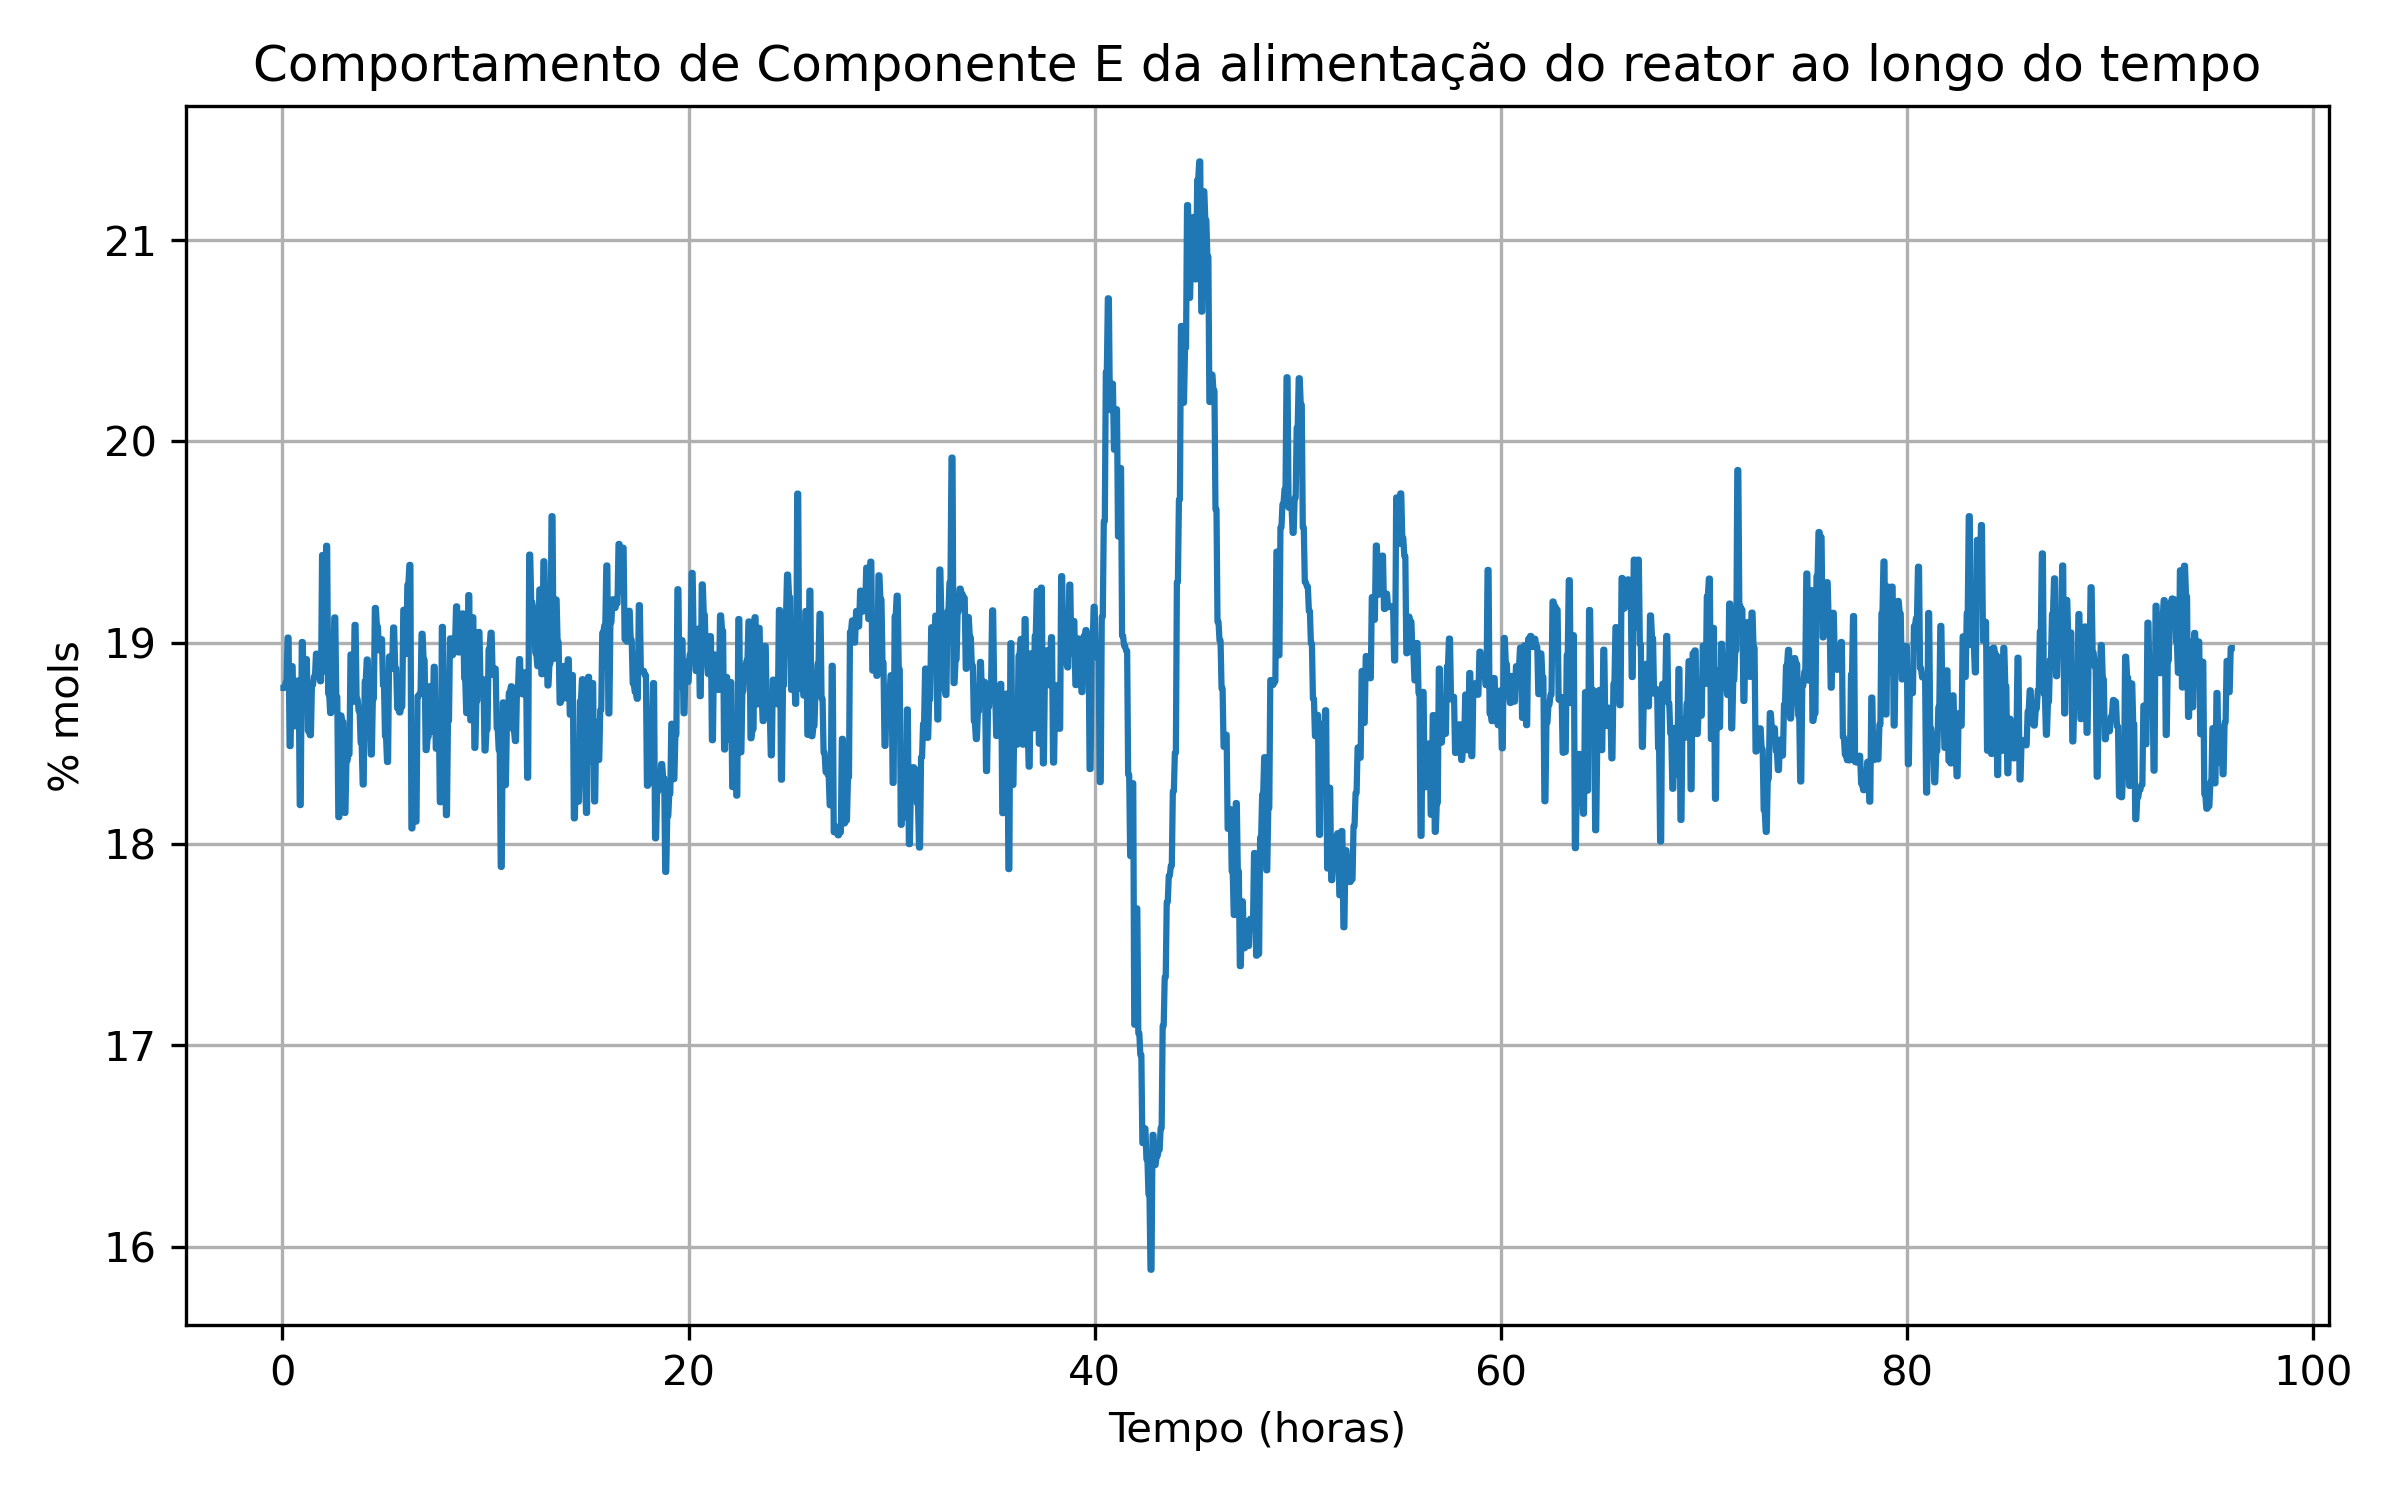 Comportamento de Componente E da alimentação do reator ao longo do tempo
% mols
21
20
19
18
17
16
0 20 40 60 80 100
Tempo (horas)